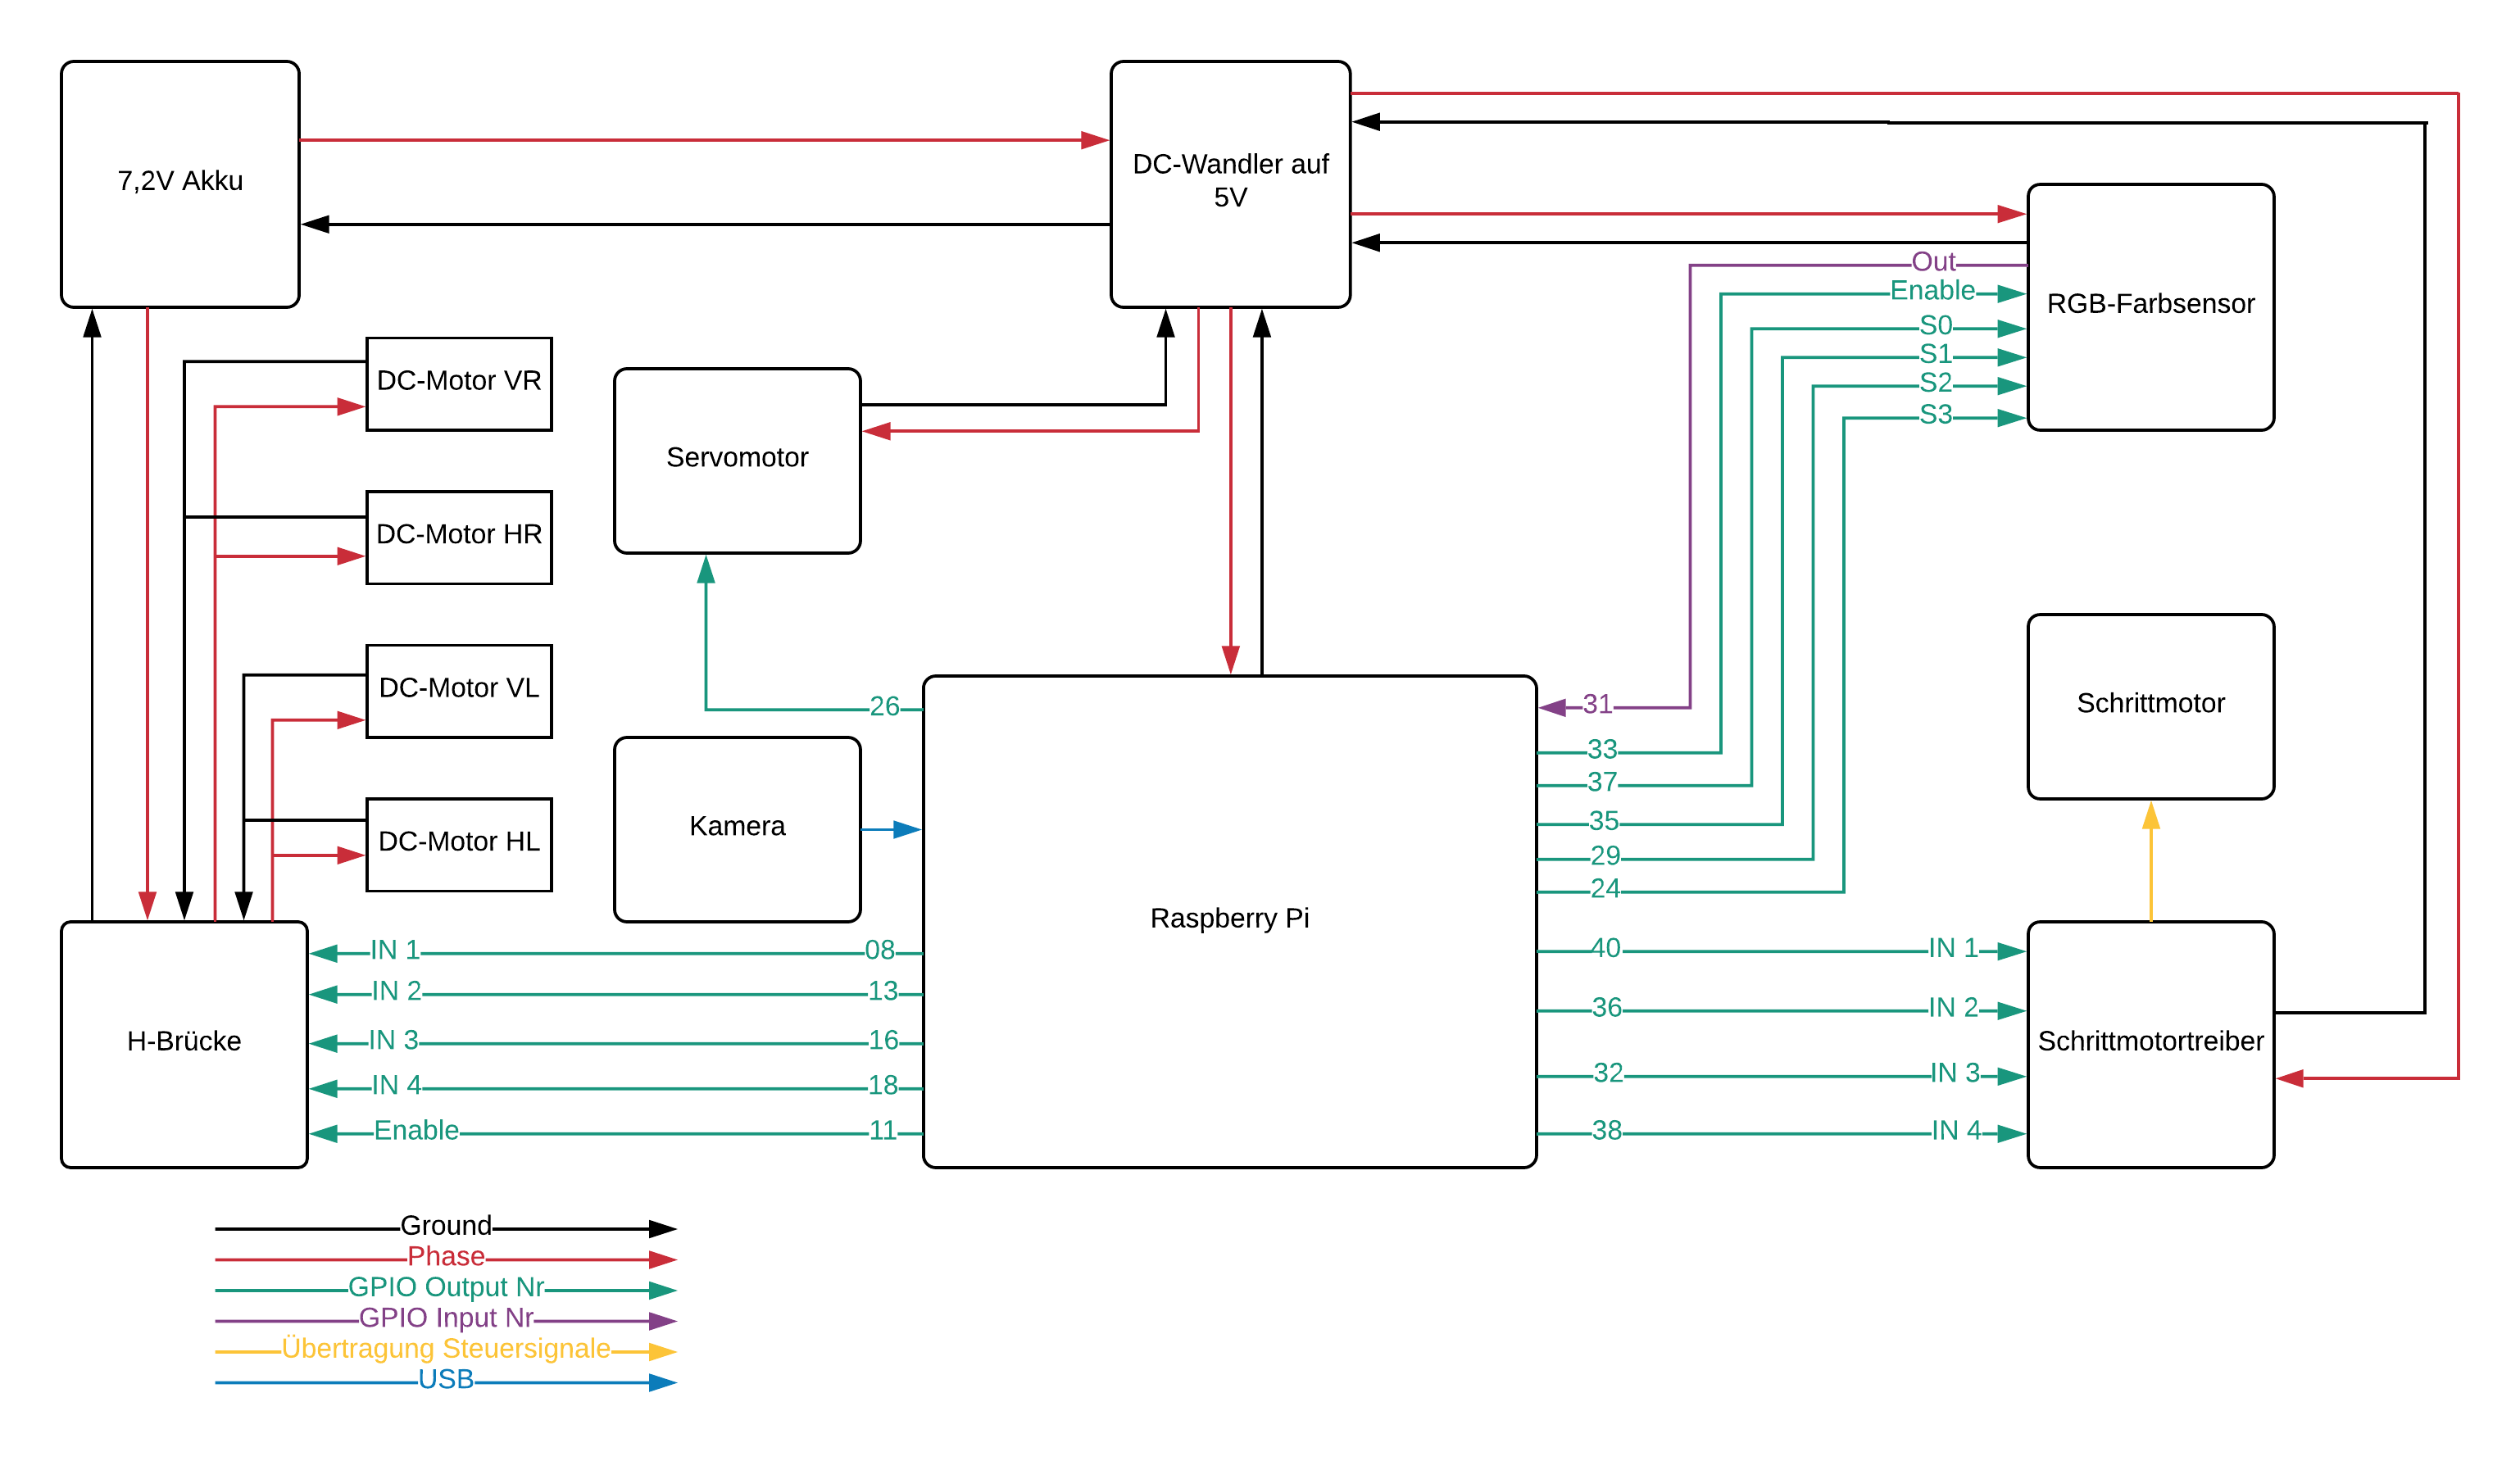 7,2V Akku
DC-Wandler auf
5V
Out
Enable
S0
S1
S2
S3
RGB-Farbsensor
DC-Motor VR
Servomotor
DC-Motor HR
DC-Motor VL
DC-Motor HL
26
Kamera
Raspberry Pi
31
33
37
35
29
24
Schrittmotor
H-Brücke
IN 1
08
IN 2
13
IN 3
16
IN 4
18
Enable
11
40
IN 1
36
IN 2
32
IN 3
38
IN 4
Schrittmotortreiber
Ground
Phase
GPIO Output Nr
GPIO Input Nr
Übertragung Steuersignale
USB